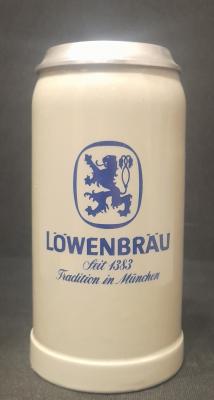 LÖWENBRÄU
Seit 1383
Tradition in München